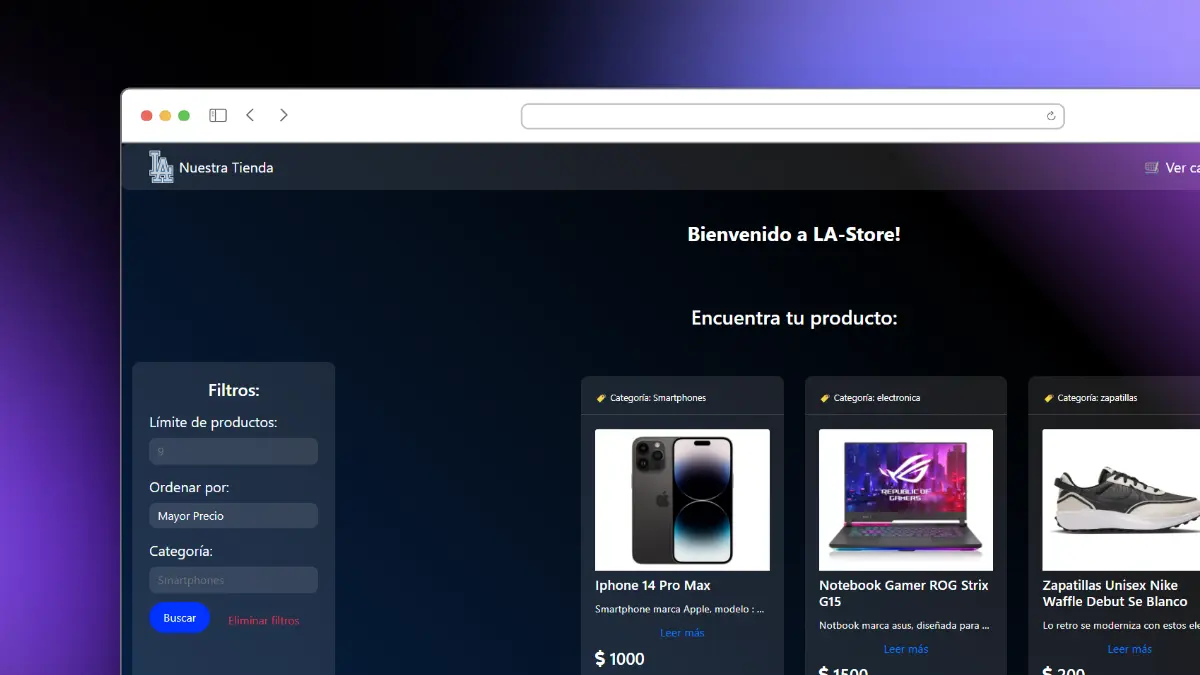 LA Nuestra Tienda
🛒 Ver ca
Bienvenido a LA-Store!
Encuentra tu producto:
Filtros:
Límite de productos:
9
Ordenar por:
Mayor Precio
Categoría:
Smartphones
Buscar
Eliminar filtros
Categoría: Smartphones
Iphone 14 Pro Max
Smartphone marca Apple, modelo : ...
Leer más
$ 1000
Categoría: electronica
REPUBLIC OF
GAMERS
Notebook Gamer ROG Strix
G15
Notbook marca asus, diseñada para ...
Leer más
$ 1500
Categoría: zapatillas
Zapatillas Unisex Nike
Waffle Debut Se Blanco
Lo retro se moderniza con estos ele
Leer más
$ 200